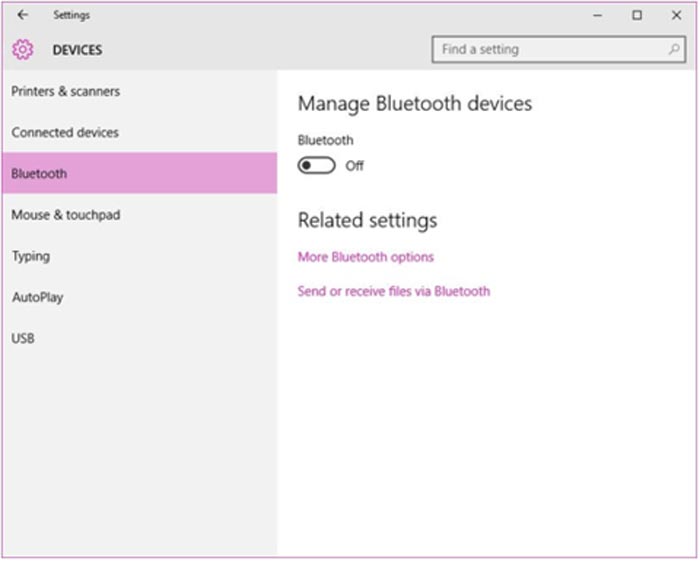 Settings
DEVICES
Find a setting
Printers & scanners
Connected devices
Bluetooth
Mouse & touchpad
Typing
AutoPlay
USB
Manage Bluetooth devices
Bluetooth
Off
Related settings
More Bluetooth options
Send or receive files via Bluetooth